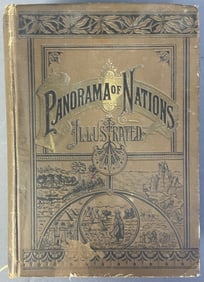 PANORAMA OF NATIONS
ILLUSTRATED